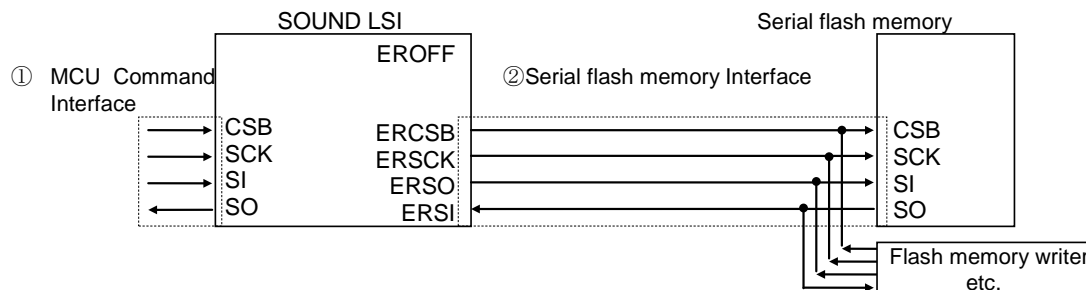 SOUND LSI
Serial flash memory
EROFF
① MCU Command
Interface
②Serial flash memory Interface
CSB
SCK
SI
SO
ERCSB
ERSCK
ERSO
ERSI
CSB
SCK
SI
SO
Flash memory writer
etc.